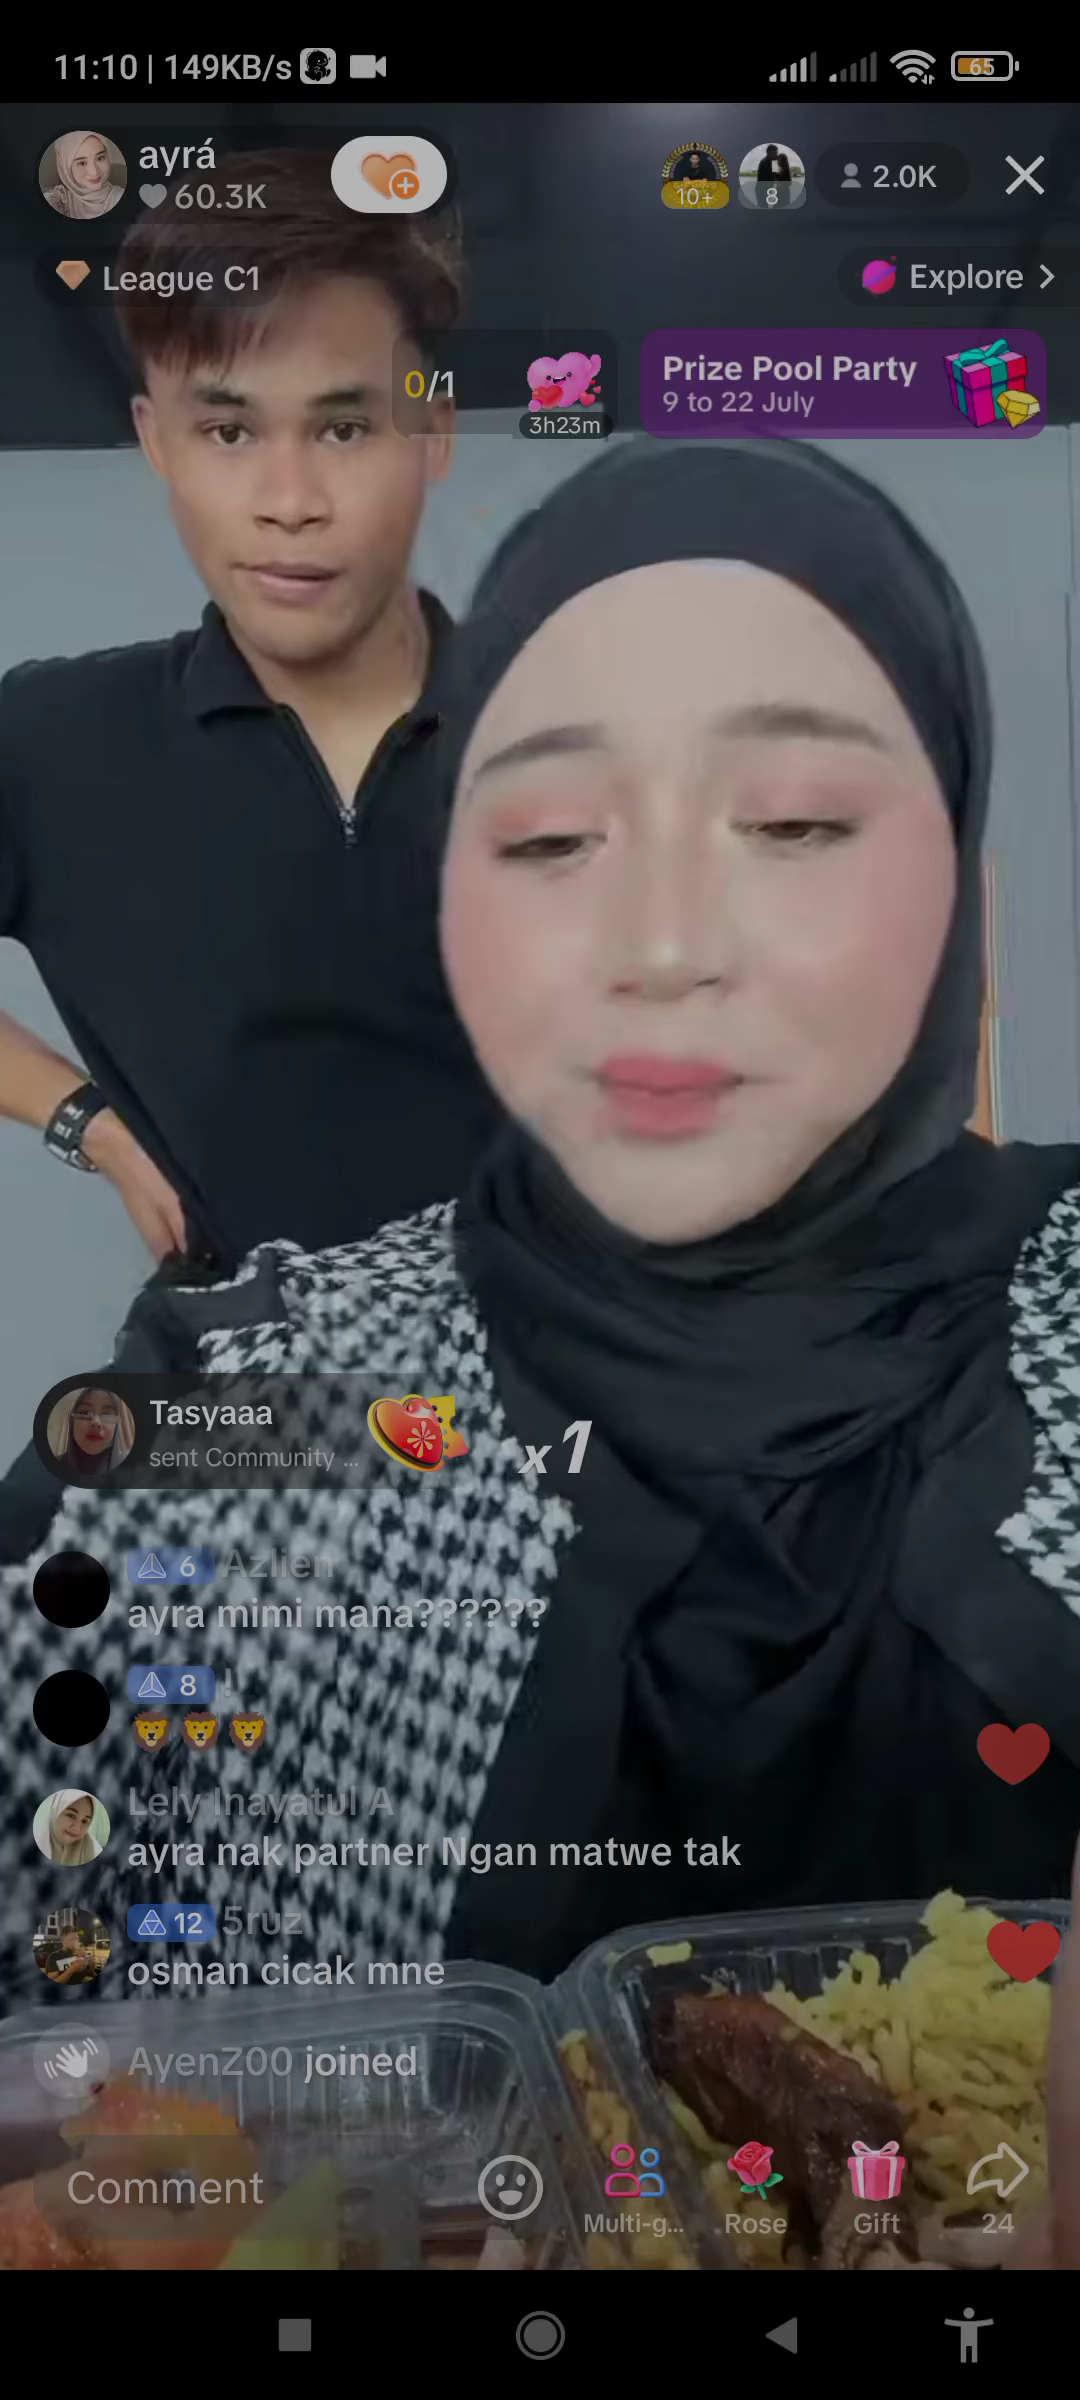 11:10 | 149KB/s
65
ayrá
60.3K
10+
8
2.0K
League C1
Explore
0/1
3h23m
Prize Pool Party
9 to 22 July
Tasyaaa
sent Community ...
x1
6 Azlien
ayra mimi mana??????
8 !
🦁🦁🦁
Lely Inayatul A
ayra nak partner Ngan matwe tak
12 5ruz
osman cicak mne
AyenZ00 joined
Comment
Multi-g...
Rose
Gift
24